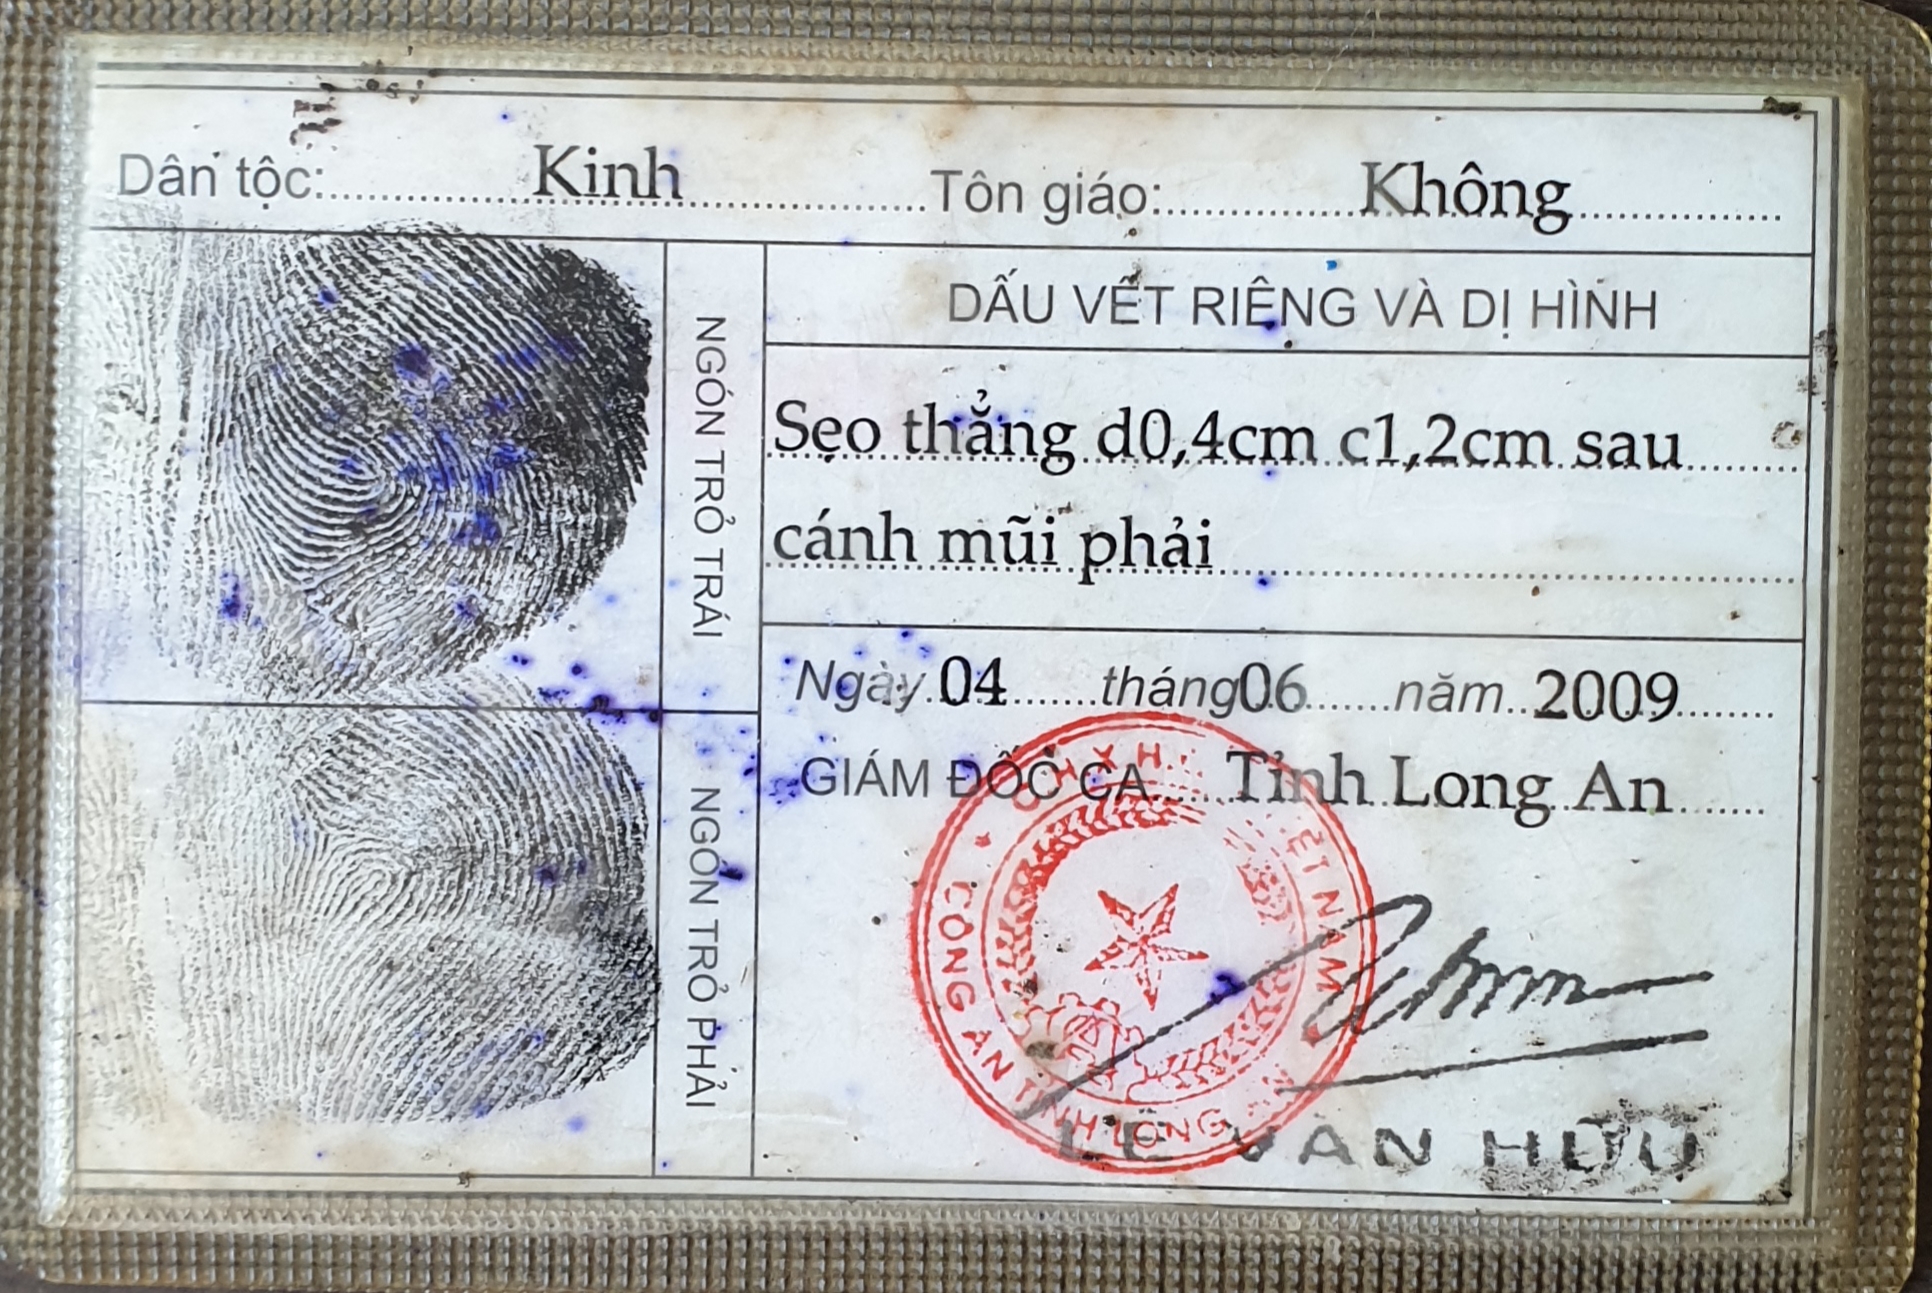 Dân tộc: Kinh Tôn giáo: Không
NGÓN TRỎ TRÁI
NGÓN TRỎ PHẢI
DẤU VẾT RIÊNG VÀ DỊ HÌNH
Sẹo thẳng d0,4cm c1,2cm sau
cánh mũi phải
Ngày 04 tháng 06 năm 2009
GIÁM ĐỐC CA Tỉnh Long An
CÔNG AN TỈNH LONG
ỆT NAM
LÊ VĂN HỮU